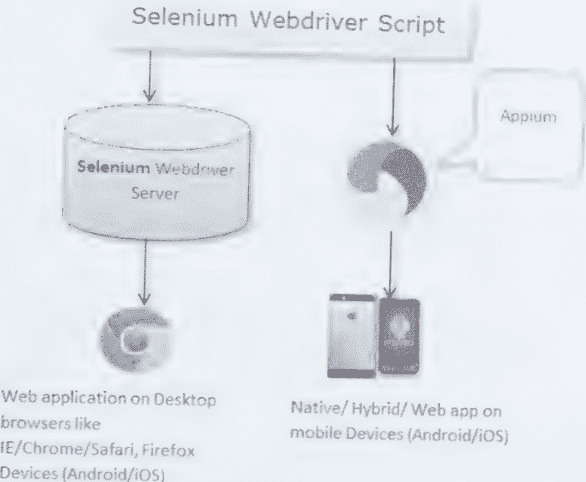 Selenium Webdriver Script
Appium
Selenium Webdriver
Server
Web application on Desktop
browsers like
IE/Chrome/Safari, Firefox
Devices (Android/iOS)
Native/ Hybrid/ Web app on
mobile Devices (Android/iOS)